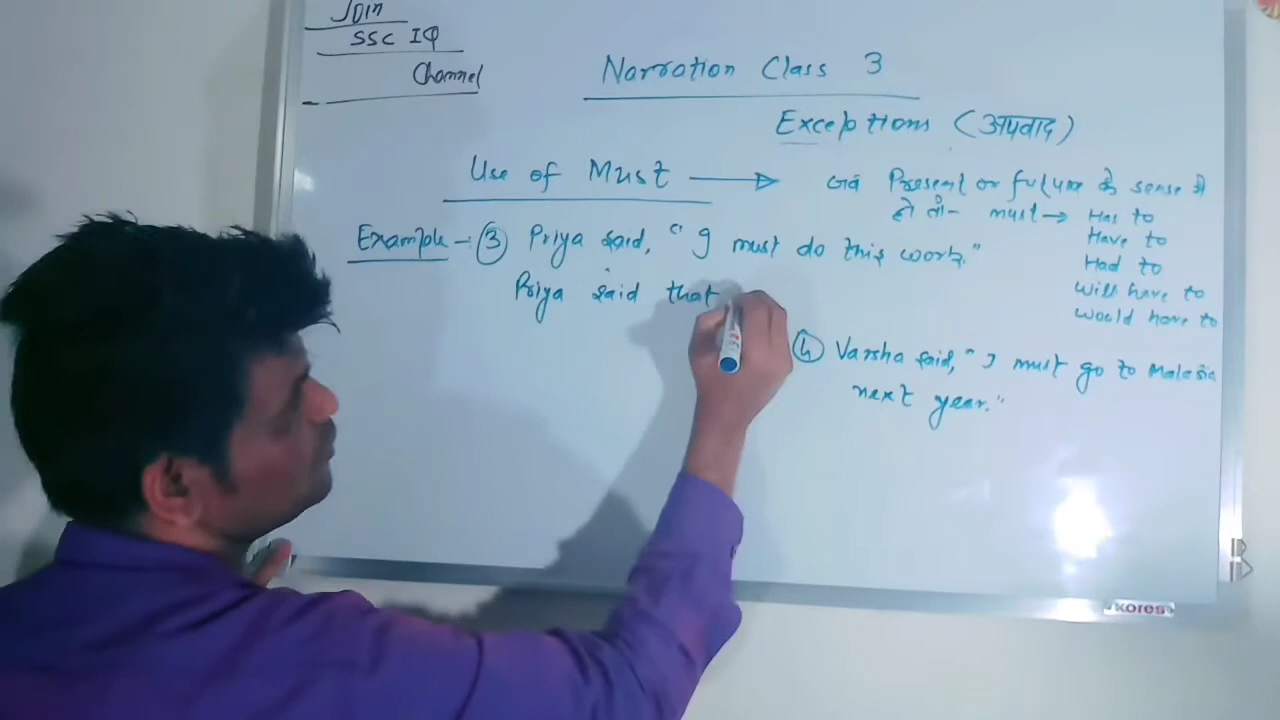 Join
SSC IQ
Channel
Narration Class 3
Exceptions (अपवाद)
Use of Must → जब Present or future के sense में
हो तो- must → Has to
Have to
Had to
Will have to
Would have to
Example -: ③ Priya said, "I must do this work."
Priya said that
④ Varsha said, "I must go to Malesia
next year."
kores